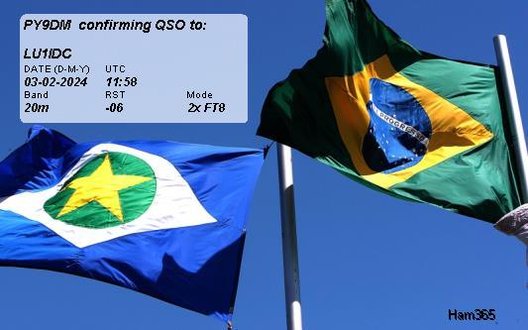 PY9DM confirming QSO to:
LU1IDC
DATE (D-M-Y) UTC
03-02-2024 11:58
Band RST Mode
20m -06 2x FT8
PROGRESSO
Ham365